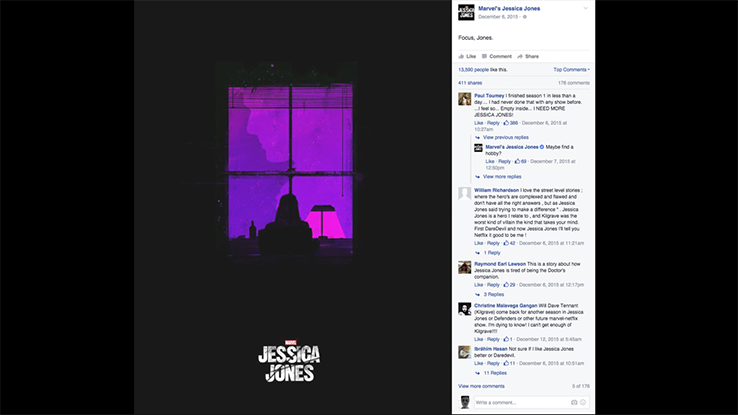 MARVEL
JESSICA
JONES
Marvel's Jessica Jones
December 6, 2015 ·
Focus, Jones.
Like Comment Share
13,590 people like this.
Top Comments
411 shares
176 comments
Paul Tourney I finished season 1 in less than a
day.... I had never done that with any show before.
...I feel so... Empty inside... I NEED MORE
JESSICA JONES!
Like · Reply · 386 · December 6, 2015 at
10:27am
View previous replies
Marvel's Jessica Jones Maybe find a
hobby?
Like · Reply · 69 · December 7, 2015 at
12:50pm
View more replies
William Richardson I love the street level stories ;
where the hero's are complexed and flawed and
don't have all the right answers , but as Jessica
Jones said trying to make a difference " . Jessica
Jones is a hero I relate to , and Kilgrave was the
worst kind of villain the kind that takes your mind.
First DareDevil and now Jessica Jones I'll tell you
Netflix it good to be me !
Like · Reply · 42 · December 6, 2015 at 11:21am
1 Reply
Raymond Earl Lawson This is a story about how
Jessica Jones is tired of being the Doctor's
companion.
Like · Reply · 29 · December 6, 2015 at 12:17pm
3 Replies
Christine Malavega Gangan Will Dave Tennant
(Kilgrave) come back for another season in Jessica
Jones or Defenders or other future marvel-netflix
show, I'm dying to know! I can't get enough of
Kilgrave!!!!
Like · Reply · 1 · December 12, 2015 at 5:45am
Ibrahim Hasan Not sure if I like Jessica Jones
better or Daredevil.
Like · Reply · 11 · December 6, 2015 at 10:51am
11 Replies
View more comments
5 of 176
Write a comment...